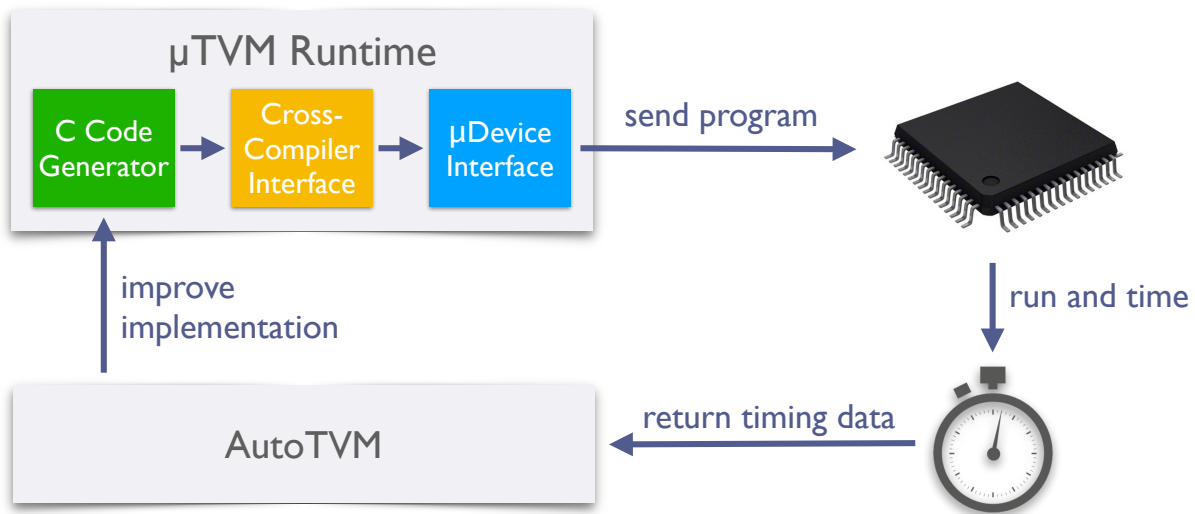 µTVM Runtime
C Code
Generator
Cross-
Compiler
Interface
µDevice
Interface
send program
improve
implementation
run and time
return timing data
AutoTVM